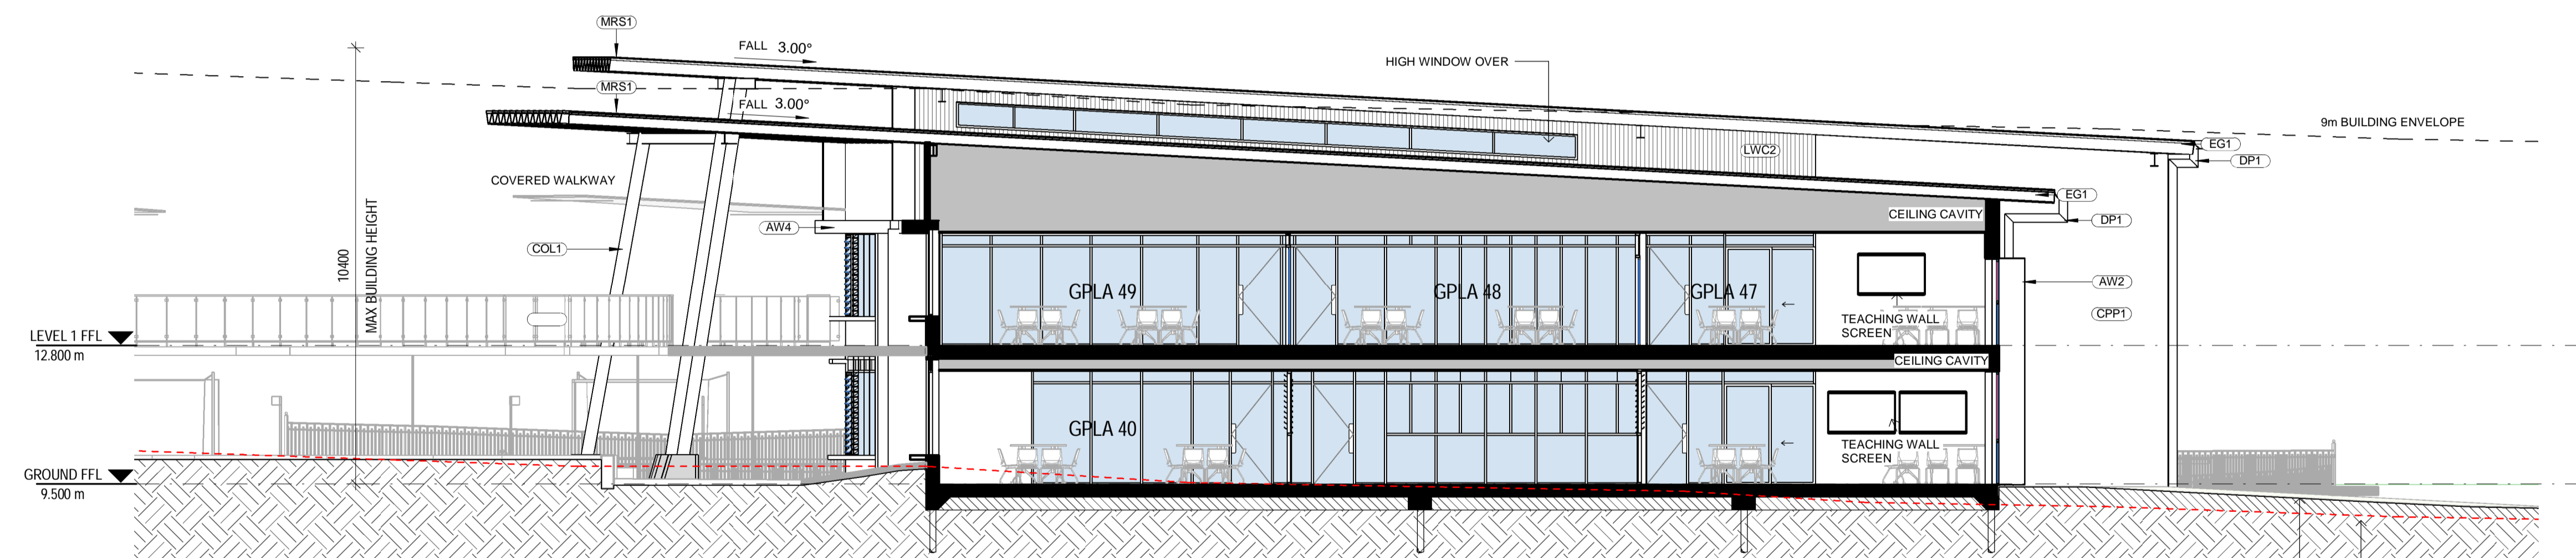 MRS1
FALL 3.00°
HIGH WINDOW OVER
MRS1
FALL 3.00°
9m BUILDING ENVELOPE
EG1
LWC2
DP1
COVERED WALKWAY
EG1
CEILING CAVITY
DP1
AW4
COL1
10400
MAX BUILDING HEIGHT
AW2
GPLA 49
GPLA 48
GPLA 47
CPP1
TEACHING WALL
SCREEN
LEVEL 1 FFL
12.800 m
CEILING CAVITY
GPLA 40
TEACHING WALL
SCREEN
GROUND FFL
9.500 m